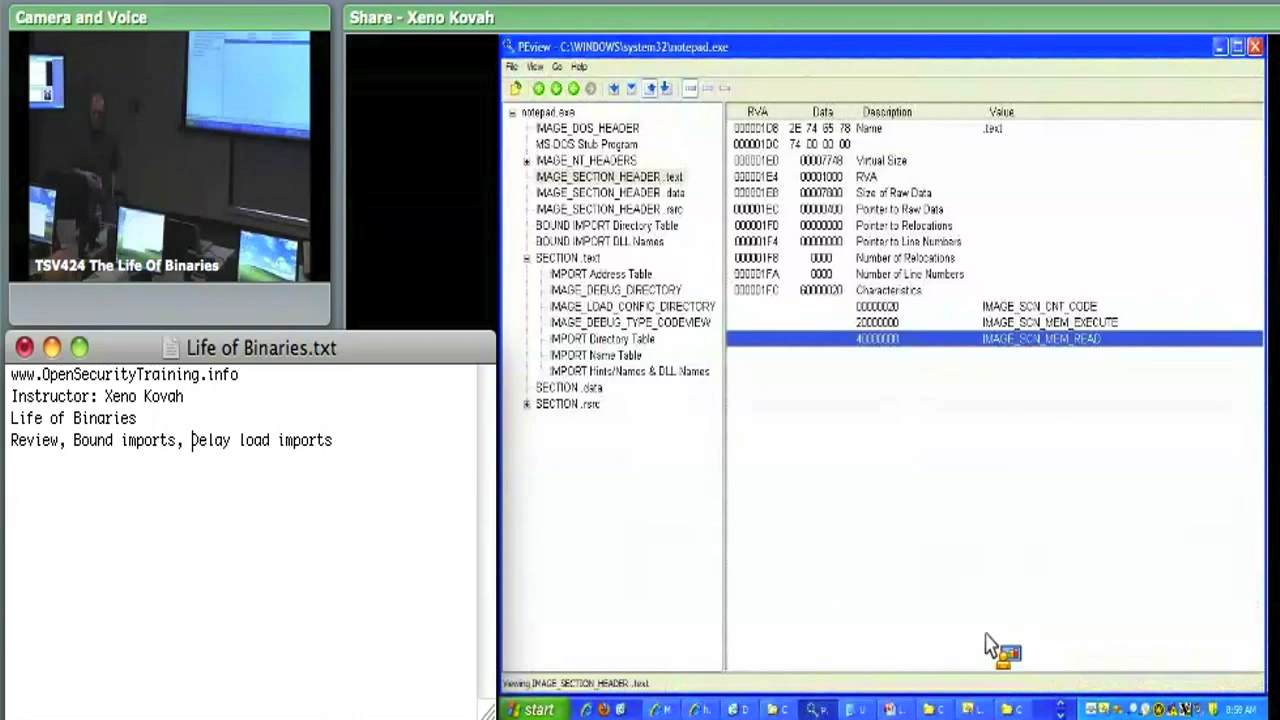 Camera and Voice
TSV424 The Life Of Binaries
Life of Binaries.txt
www.OpenSecurityTraining.info
Instructor: Xeno Kovah
Life of Binaries
Review, Bound imports, Delay load imports
Share - Xeno Kovah
PEview - C:\WINDOWS\system32\notepad.exe
File View Go Help
notepad.exe
IMAGE_DOS_HEADER
MS-DOS Stub Program
IMAGE_NT_HEADERS
IMAGE_SECTION_HEADER .text
IMAGE_SECTION_HEADER .data
IMAGE_SECTION_HEADER .rsrc
BOUND IMPORT Directory Table
BOUND IMPORT DLL Names
SECTION .text
IMPORT Address Table
IMAGE_DEBUG_DIRECTORY
IMAGE_LOAD_CONFIG_DIRECTORY
IMAGE_DEBUG_TYPE_CODEVIEW
IMPORT Directory Table
IMPORT Name Table
IMPORT Hints/Names & DLL Names
SECTION .data
SECTION .rsrc
RVA Data Description Value
000001D8 2E 74 65 78 Name .text
000001DC 74 00 00 00
000001E0 00007748 Virtual Size
000001E4 00001000 RVA
000001E8 00007800 Size of Raw Data
000001EC 00000400 Pointer to Raw Data
000001F0 00000000 Pointer to Relocations
000001F4 00000000 Pointer to Line Numbers
000001F8 0000 Number of Relocations
000001FA 0000 Number of Line Numbers
000001FC 60000020 Characteristics
00000020 IMAGE_SCN_CNT_CODE
20000000 IMAGE_SCN_MEM_EXECUTE
40000000 IMAGE_SCN_MEM_READ
Viewing IMAGE_SECTION_HEADER .text
start
8:59 AM